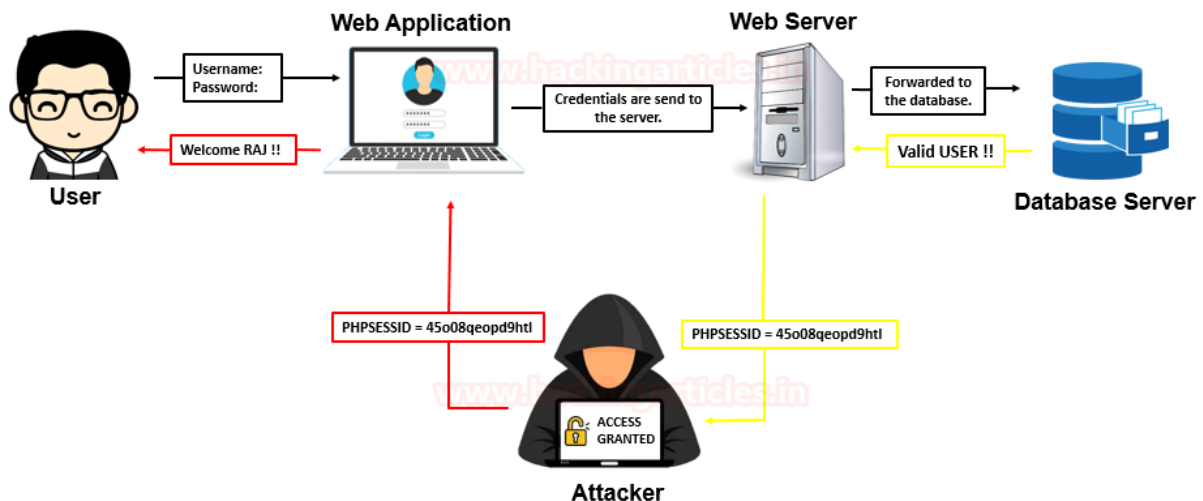 Web Application
Web Server
www.hackingarticles.in
Username:
Password:
Credentials are send to
the server.
Forwarded to
the database.
Welcome RAJ !!
Login
Valid USER !!
User
Database Server
PHPSESSID = 45o08qeopd9htl
PHPSESSID = 45o08qeopd9htl
www.hackingarticles.in
ACCESS
GRANTED
Attacker